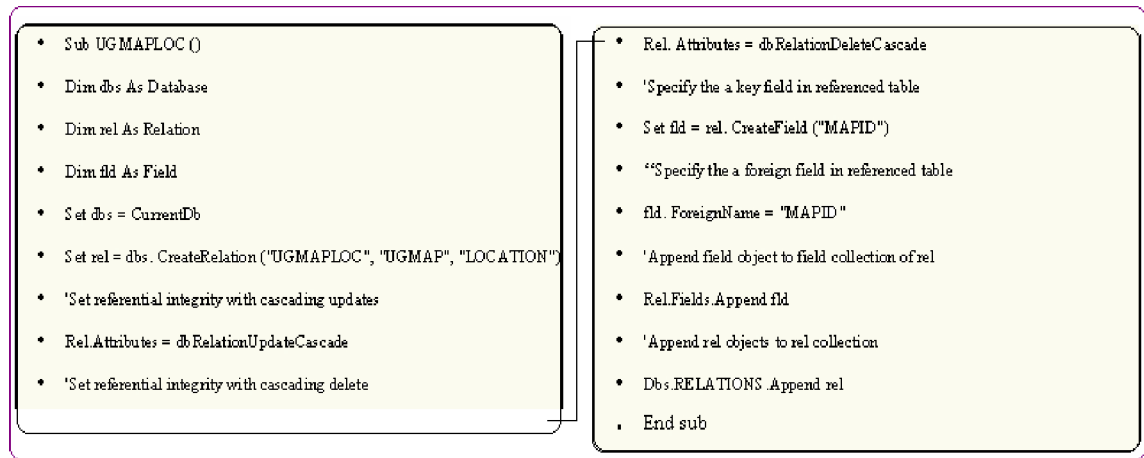 • Sub UGMAPLOC ()
• Dim dbs As Database
• Dim rel As Relation
• Dim fld As Field
• Set dbs = CurrentDb
• Set rel = dbs. CreateRelation ("UGMAPLOC", "UGMAP", "LOCATION")
• 'Set referential integrity with cascading updates
• Rel.Attributes = dbRelationUpdateCascade
• 'Set referential integrity with cascading delete
• Rel. Attributes = dbRelationDeleteCascade
• 'Specify the a key field in referenced table
• Set fld = rel. CreateField ("MAPID")
• “Specify the a foreign field in referenced table
• fld. ForeignName = "MAPID"
• 'Append field object to field collection of rel
• Rel.Fields.Append fld
• 'Append rel objects to rel collection
• Dbs.RELATIONS .Append rel
• End sub